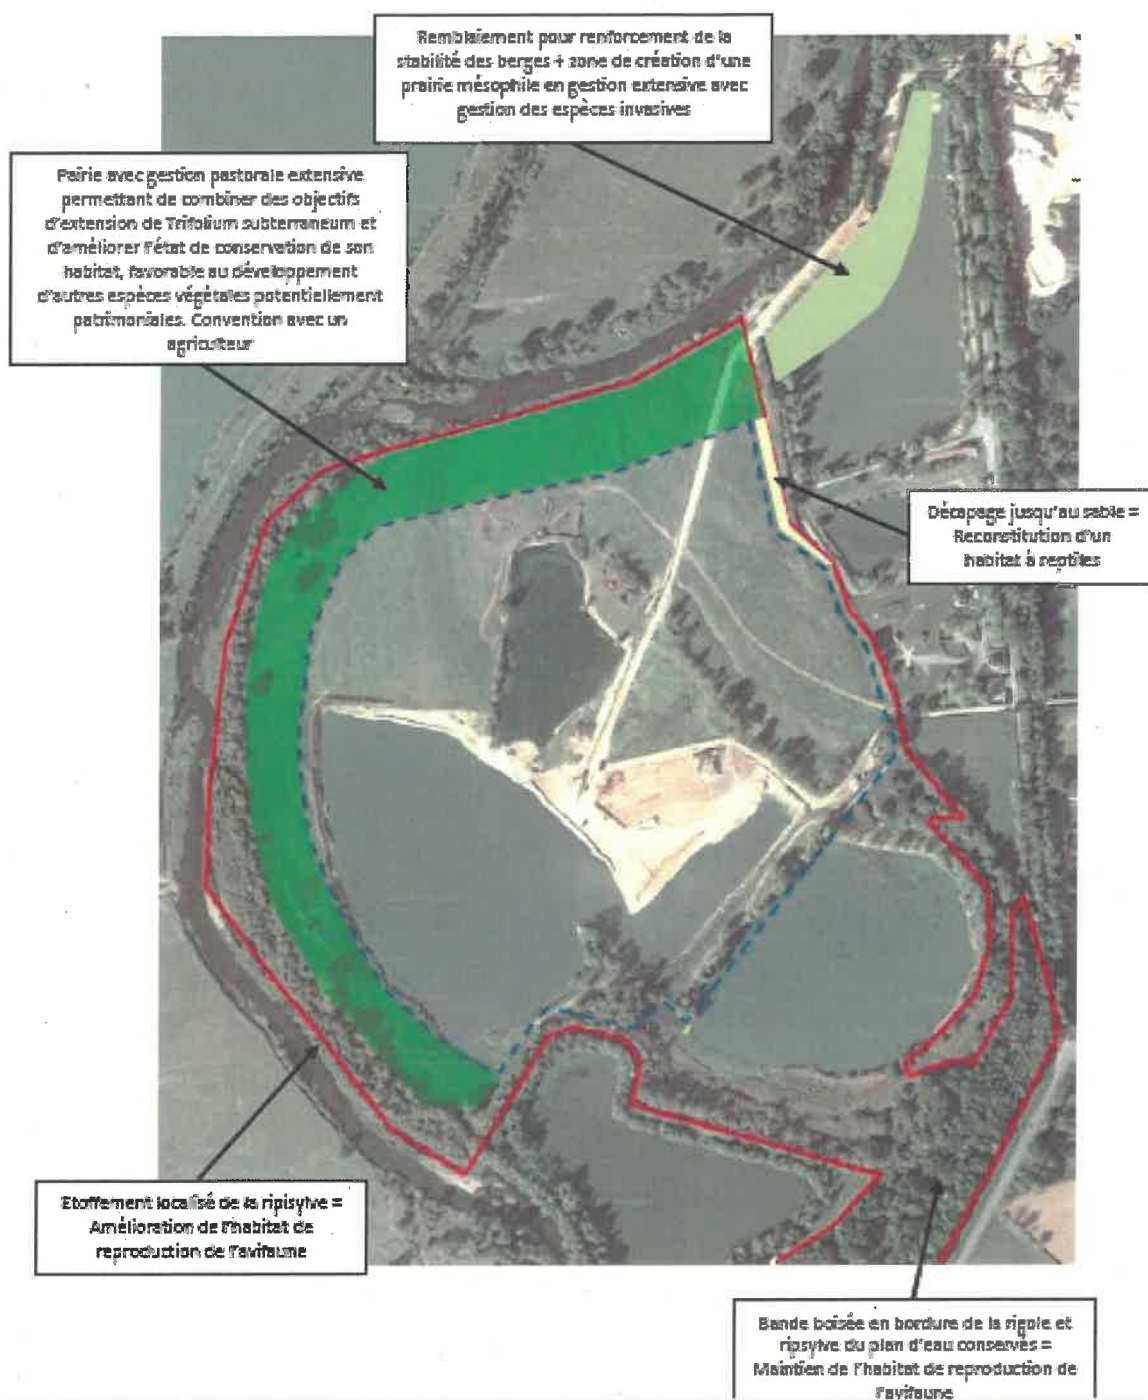 Remblaiement pour renforcement de la
stabilité des berges + zone de création d'une
prairie mésophile en gestion extensive avec
gestion des espèces invasives
Pairie avec gestion pastorale extensive
permettant de combiner des objectifs
d'extension de Trifolium subterraneum et
d'améliorer l'état de conservation de son
habitat, favorable au développement
d'autres espèces végétales potentiellement
patrimoniales. Convention avec un
agriculteur
Décapage jusqu'au sable =
Reconstitution d'un
habitat à reptiles
Etoffement localisé de la ripisylve =
Amélioration de l'habitat de
reproduction de l'avifaune
Bande boisée en bordure de la rigole et
ripsylve du plan d'eau conservés =
Maintien de l'habitat de reproduction de
l'avifaune